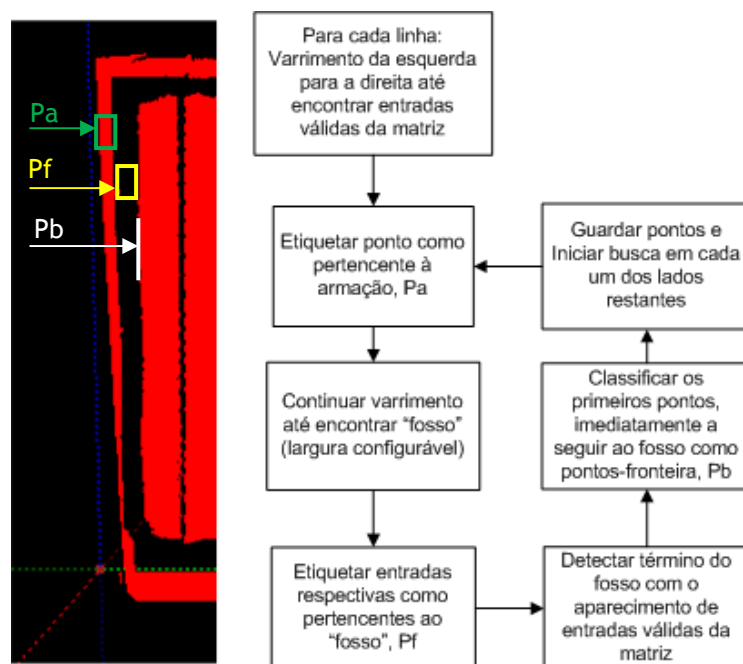 Pa
Pf
Pb
Para cada linha:
Varrimento da esquerda
para a direita até
encontrar entradas
válidas da matriz
Etiquetar ponto como
pertencente à
armação, Pa
Continuar varrimento
até encontrar “fosso”
(largura configurável)
Etiquetar entradas
respectivas como
pertencentes ao
“fosso”, Pf
Detectar término do
fosso com o
aparecimento de
entradas válidas da
matriz
Classificar os
primeiros pontos,
imediatamente a
seguir ao fosso como
pontos-fronteira, Pb
Guardar pontos e
Iniciar busca em cada
um dos lados
restantes